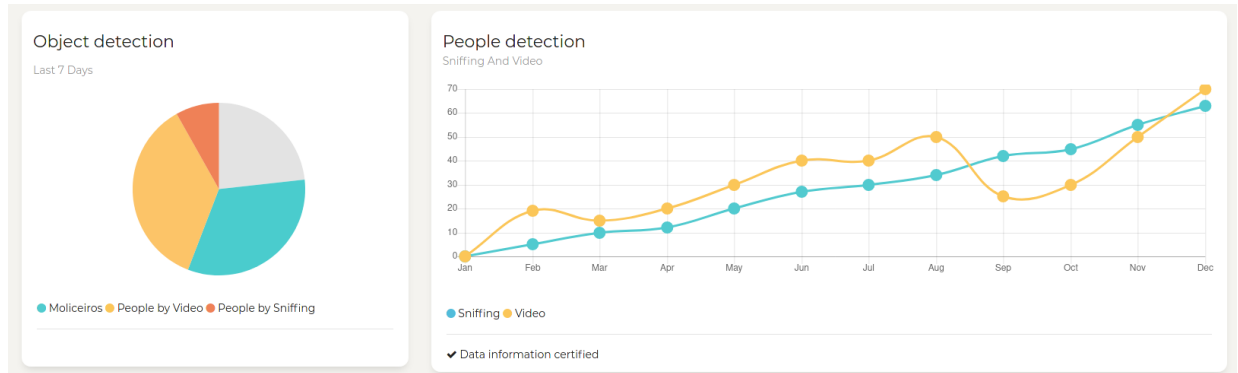 Object detection
Last 7 Days
Moliceiros People by Video People by Sniffing
People detection
Sniffing And Video
70
60
50
40
30
20
10
0
Jan Feb Mar Apr May Jun Jul Aug Sep Oct Nov Dec
Sniffing Video
Data information certified